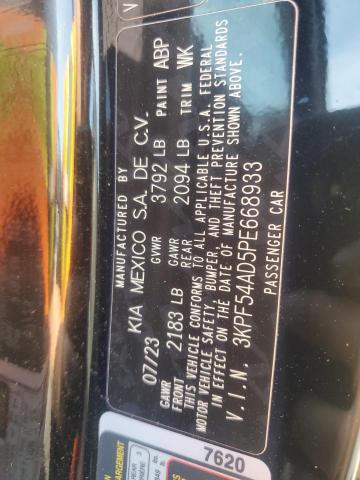 MANUFACTURED BY
KIA MEXICO S.A. DE C.V.
07/23 GVWR 3792 LB PAINT ABP
GAWR FRONT 2183 LB GAWR REAR 2094 LB TRIM WK
THIS VEHICLE CONFORMS TO ALL APPLICABLE U.S.A. FEDERAL
MOTOR VEHICLE SAFETY, BUMPER, AND THEFT PREVENTION STANDARDS
IN EFFECT ON THE DATE OF MANUFACTURE SHOWN ABOVE.
V.I.N. 3KPF54AD5PE668933
PASSENGER CAR
7620
REAR 3